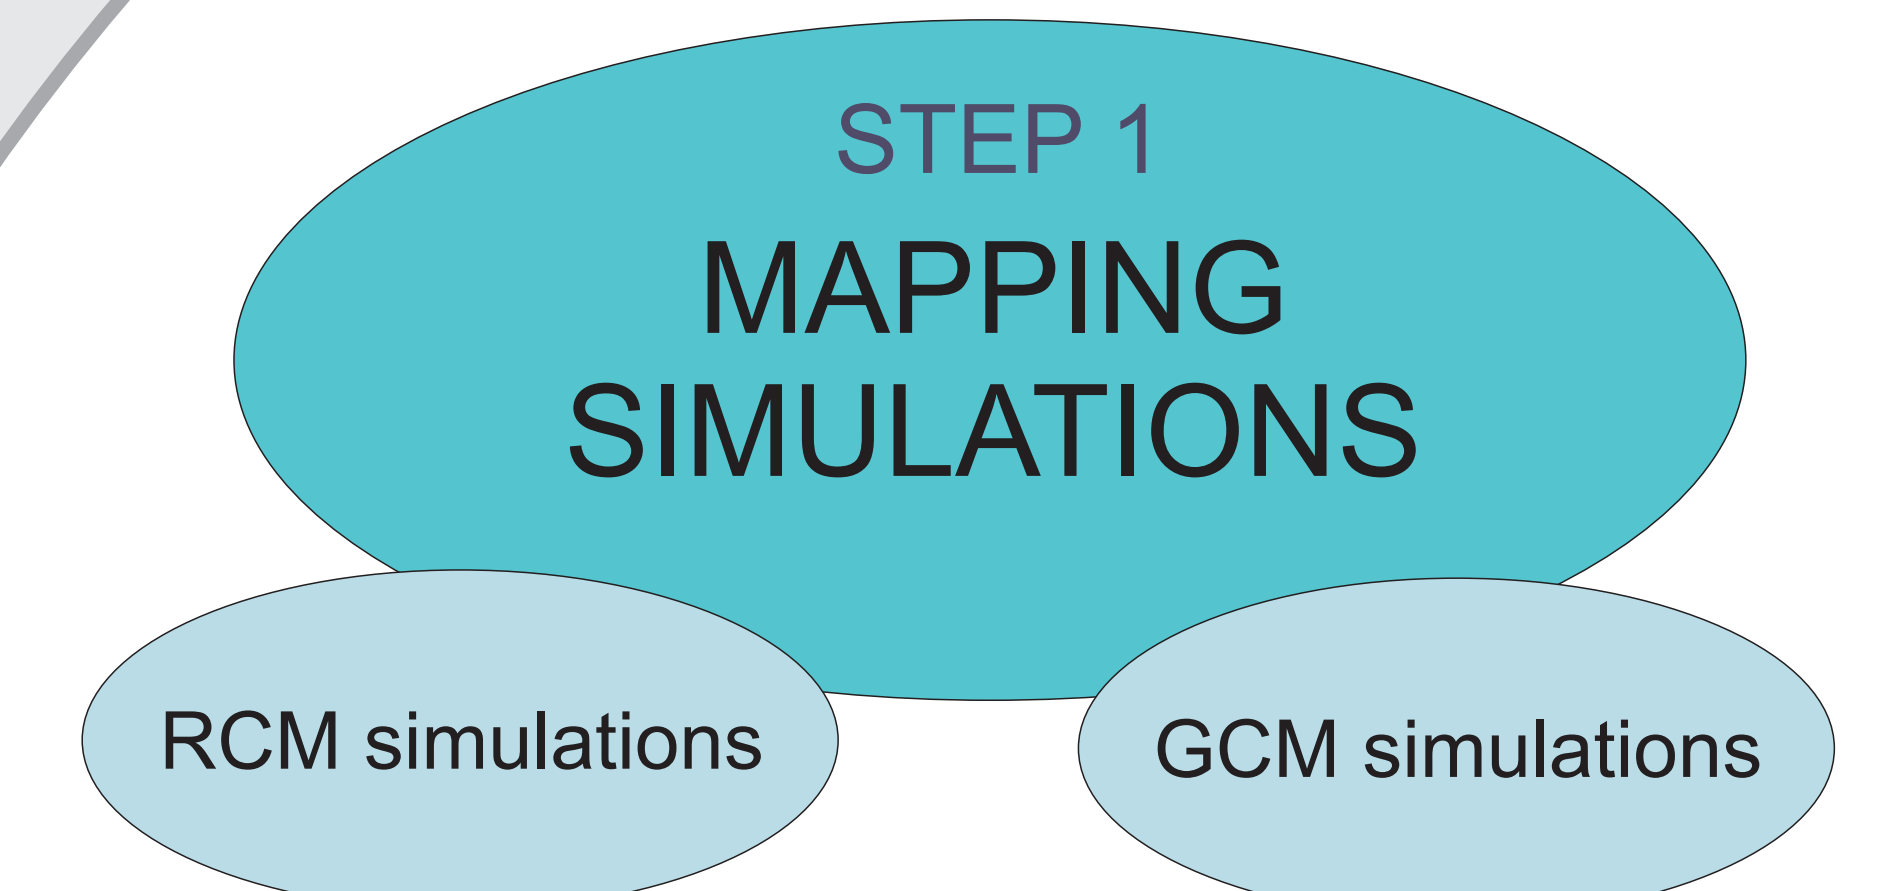 STEP 1
MAPPING
SIMULATIONS
RCM simulations
GCM simulations